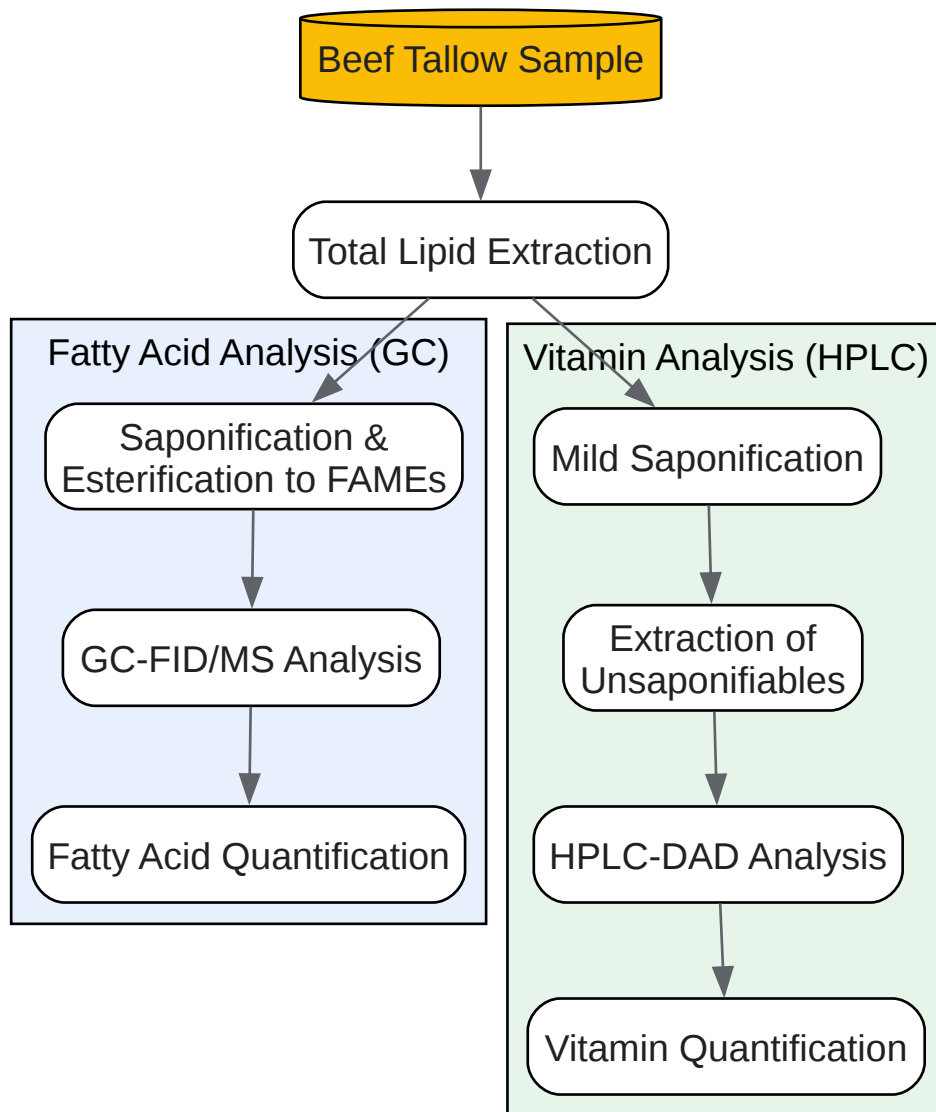 Beef Tallow Sample
Total Lipid Extraction
Fatty Acid Analysis (GC)
Saponification &
Esterification to FAMEs
GC-FID/MS Analysis
Fatty Acid Quantification
Vitamin Analysis (HPLC)
Mild Saponification
Extraction of
Unsaponifiables
HPLC-DAD Analysis
Vitamin Quantification